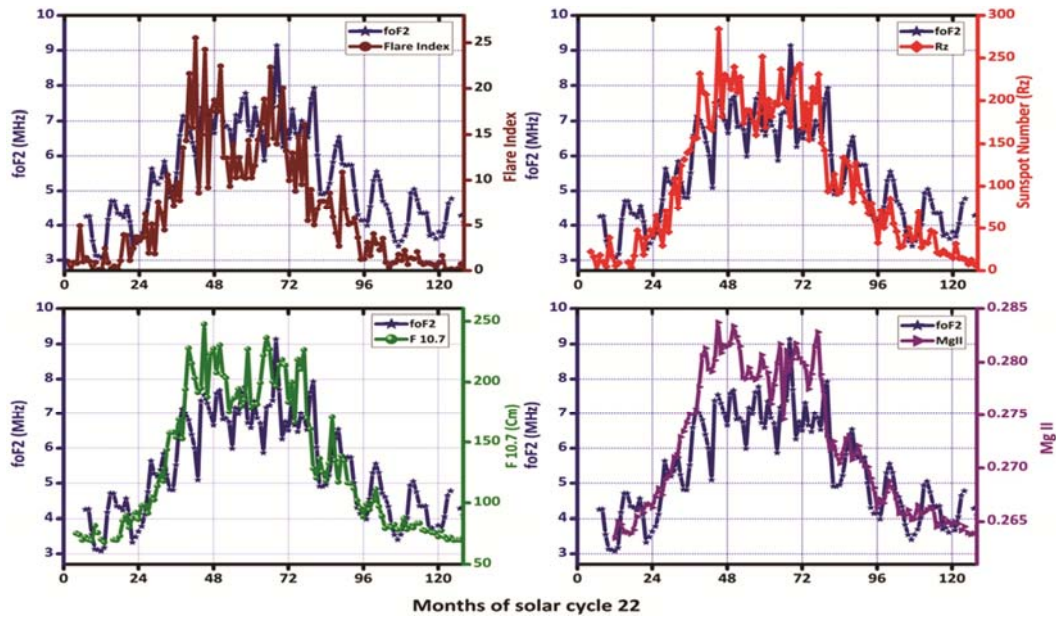 foF2
Flare Index
10
9
8
7
6
5
4
3
foF2 (MHz)
25
20
15
10
5
0
Flare Index
0 24 48 72 96 120
foF2
Rz
10
9
8
7
6
5
4
3
foF2 (MHz)
300
250
200
150
100
50
0
Sunspot Number (Rz)
0 24 48 72 96 120
foF2
F 10.7
10
9
8
7
6
5
4
3
foF2 (MHz)
250
200
150
100
50
F 10.7 (Cm)
0 24 48 72 96 120
foF2
MgII
10
9
8
7
6
5
4
3
foF2 (MHz)
0.285
0.280
0.275
0.270
0.265
Mg II
0 24 48 72 96 120
Months of solar cycle 22